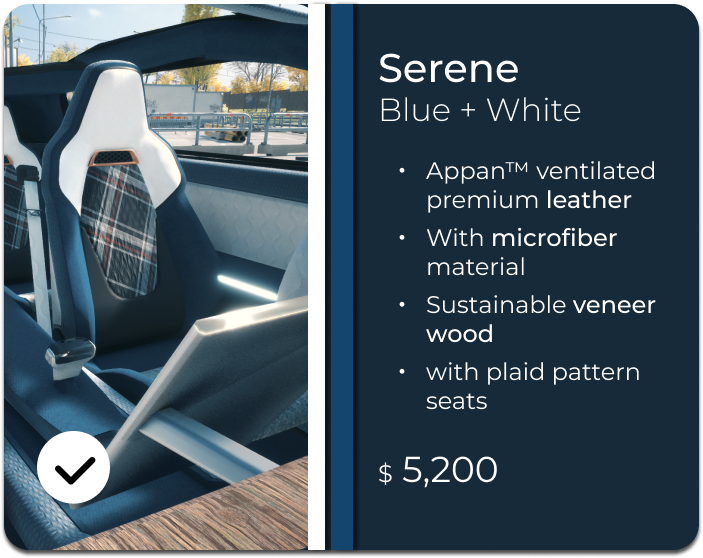 Serene
Blue + White
• Appan™ ventilated
premium leather
• With microfiber
material
• Sustainable veneer
wood
• with plaid pattern
seats
$ 5,200